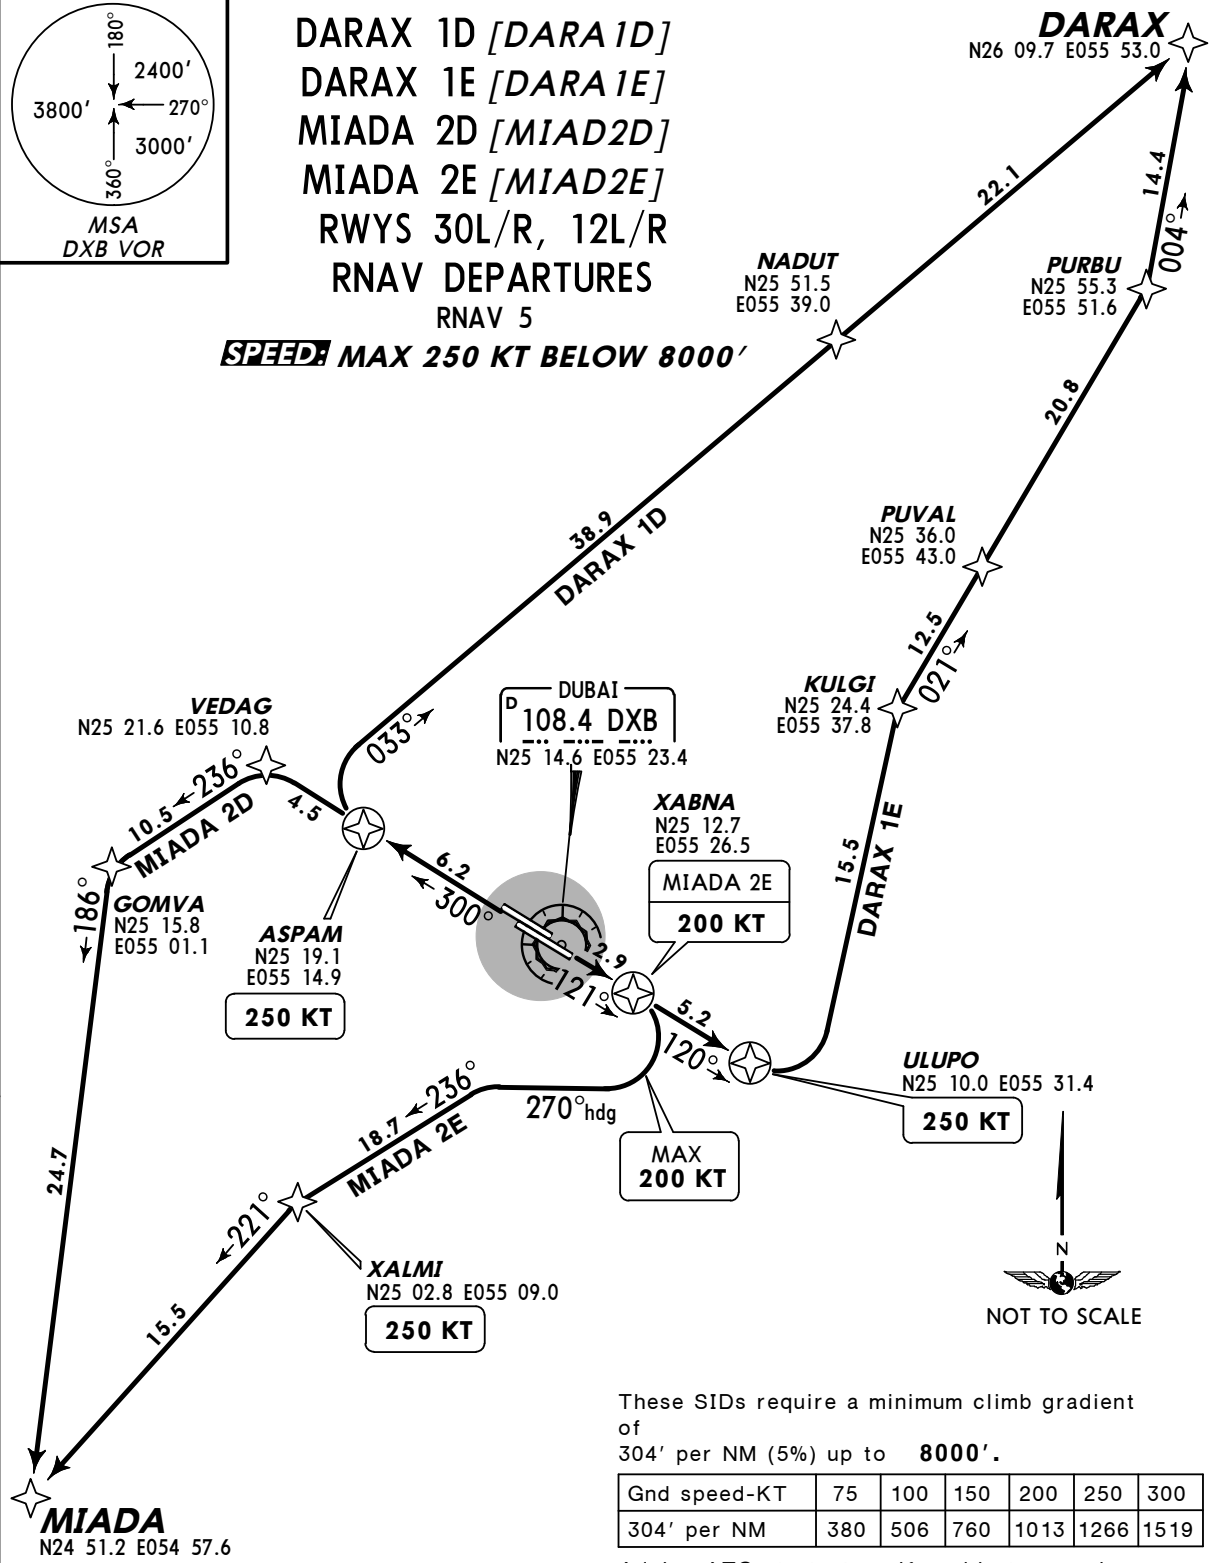 180°
2400'
3800'
270°
3000'
360°
MSA
DXB VOR
DARAX 1D [DARA1D]
DARAX 1E [DARA1E]
MIADA 2D [MIAD2D]
MIADA 2E [MIAD2E]
RWYS 30L/R, 12L/R
RNAV DEPARTURES
RNAV 5
SPEED: MAX 250 KT BELOW 8000'
DARAX
N26 09.7 E055 53.0
22.1
14.4
004°
NADUT
N25 51.5
E055 39.0
PURBU
N25 55.3
E055 51.6
20.8
38.9
DARAX 1D
PUVAL
N25 36.0
E055 43.0
12.5
021°
KULGI
N25 24.4
E055 37.8
VEDAG
N25 21.6 E055 10.8
033°
D
DUBAI
108.4 DXB
N25 14.6 E055 23.4
236°
10.5
MIADA 2D
4.5
XABNA
N25 12.7
E055 26.5
MIADA 2E
200 KT
15.5
DARAX 1E
6.2
300°
186°
GOMVA
N25 15.8
E055 01.1
ASPAM
N25 19.1
E055 14.9
250 KT
2.9
121°
5.2
120°
ULUPO
N25 10.0 E055 31.4
250 KT
236°
270°hdg
18.7
MIADA 2E
MAX
200 KT
24.7
221°
XALMI
N25 02.8 E055 09.0
250 KT
15.5
N
NOT TO SCALE
MIADA
N24 51.2 E054 57.6
These SIDs require a minimum climb gradient
of
304' per NM (5%) up to 8000'.
Gnd speed-KT 75 100 150 200 250 300
304' per NM 380 506 760 1013 1266 1519